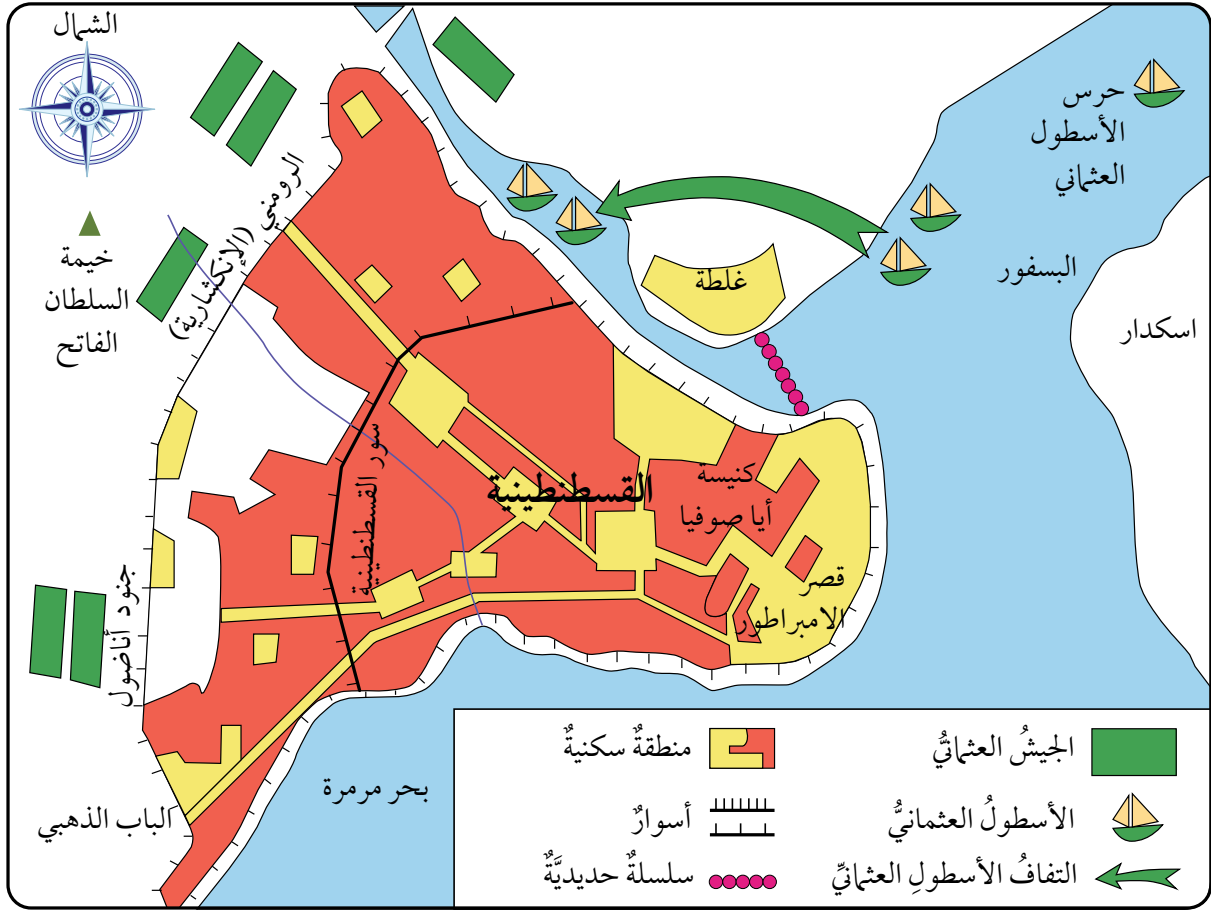 الشمال
حرس
الأسطول
العثماني
البسفور
اسكدار
غلطة
الرومني (الإنكشارية)
خيمة
السلطان
الفاتح
سور القسطنطينية
القسطنطينية
كنيسة
أيا صوفيا
قصر
الامبراطور
جنود أناضول
الباب الذهبي
بحر مرمرة
الجيشُ العثمانيُّ
منطقةٌ سكنيةٌ
الأسطولُ العثمانيُّ
أسوارٌ
التفافُ الأسطولِ العثمانيِّ
سلسلةٌ حديديَّةٌ